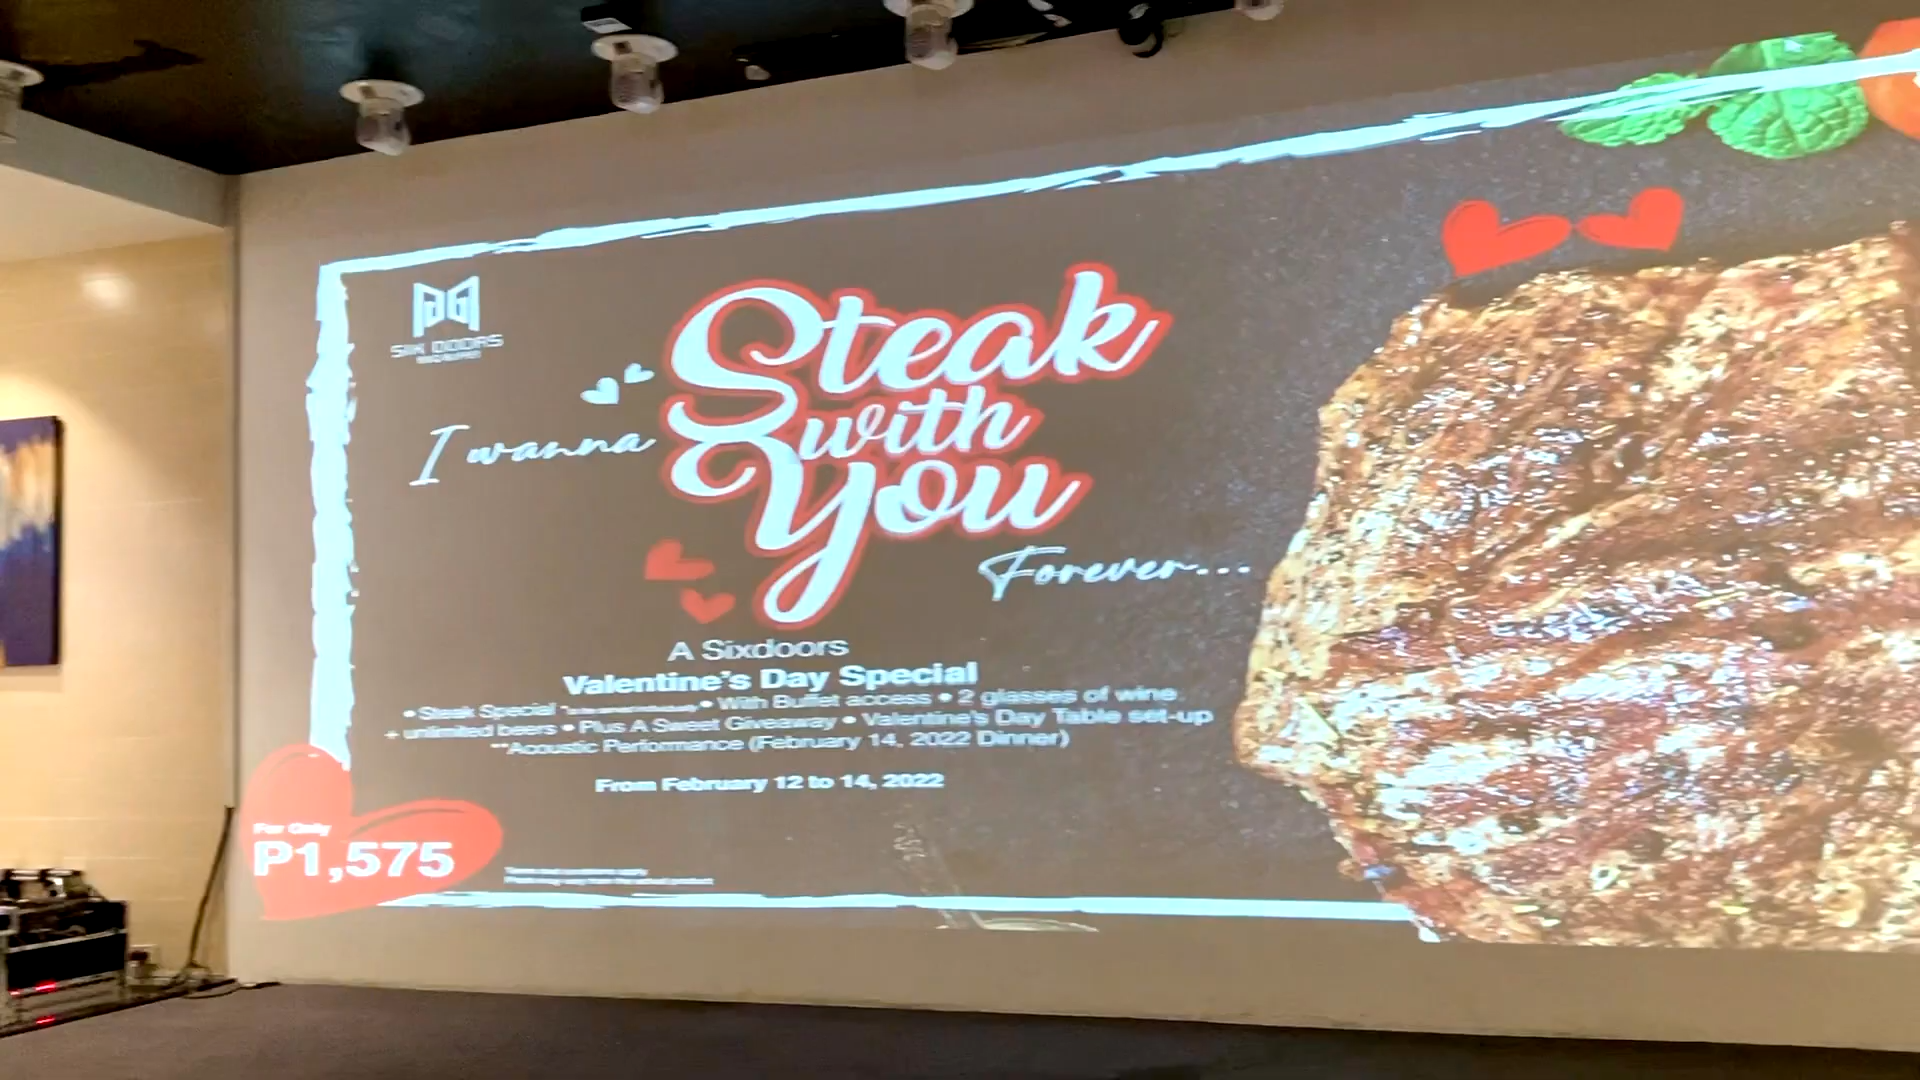 SIX DOORS
I wanna
Steak
with
You
Forever...
A Sixdoors
Valentine's Day Special
• Steak Special • With Buffet access • 2 glasses of wine
+ unlimited beers • Plus A Sweet Giveaway • Valentine's Day Table set-up
**Acoustic Performance (February 14, 2022 Dinner)
From February 12 to 14, 2022
For Only
P1,575